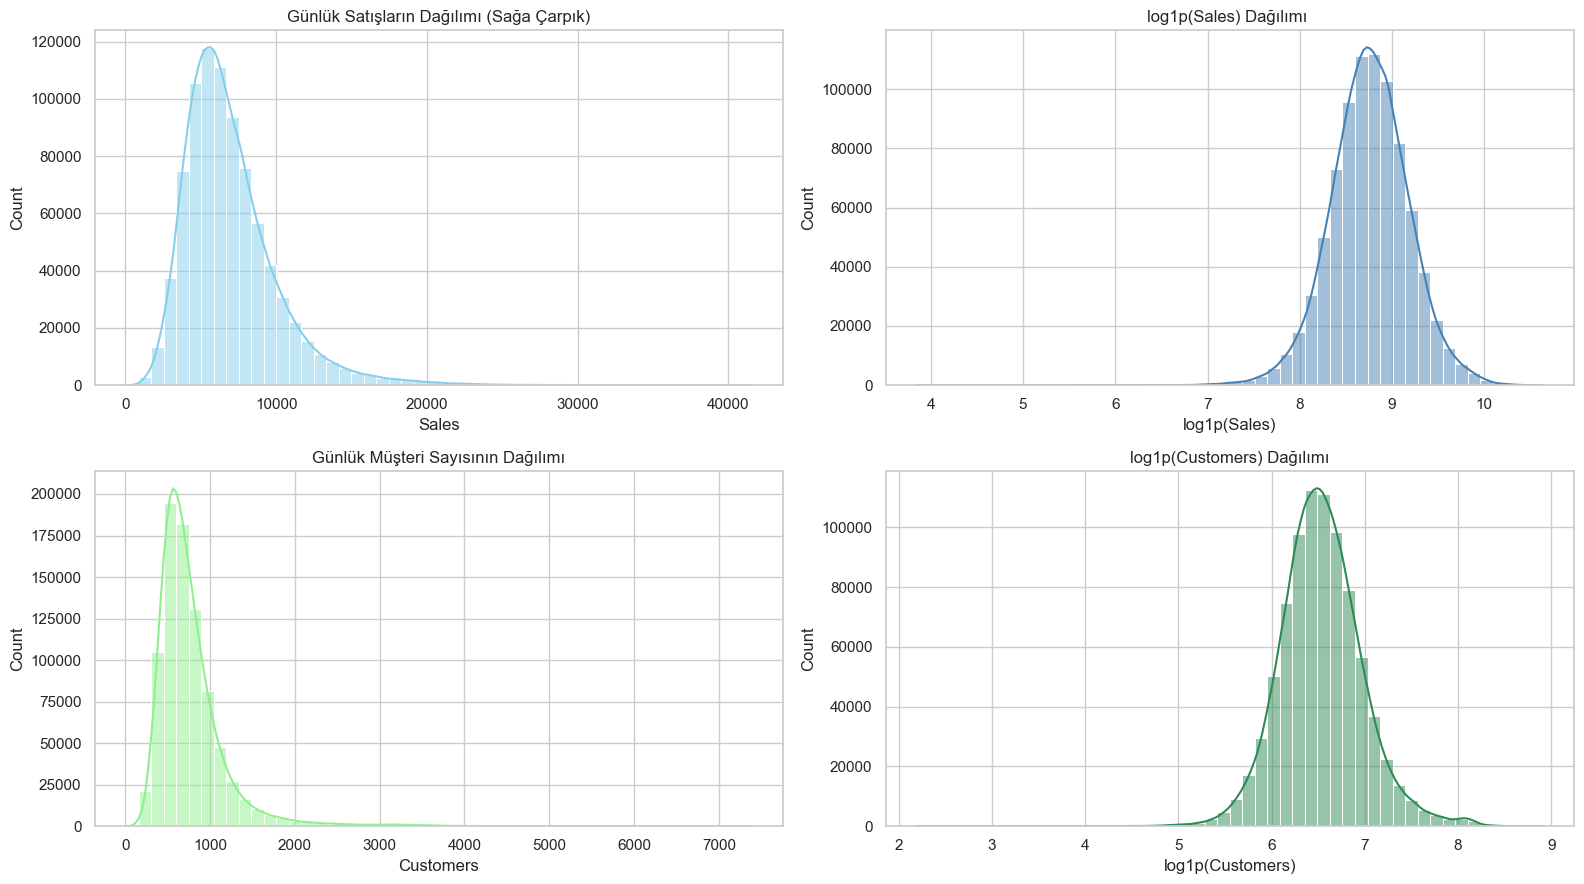 Günlük Satışların Dağılımı (Sağa Çarpık)
120000
100000
80000
60000
40000
20000
0
Count
0 10000 20000 30000 40000
Sales
log1p(Sales) Dağılımı
100000
80000
60000
40000
20000
0
Count
4 5 6 7 8 9 10
log1p(Sales)
Günlük Müşteri Sayısının Dağılımı
200000
175000
150000
125000
100000
75000
50000
25000
0
Count
0 1000 2000 3000 4000 5000 6000 7000
Customers
log1p(Customers) Dağılımı
100000
80000
60000
40000
20000
0
Count
2 3 4 5 6 7 8 9
log1p(Customers)